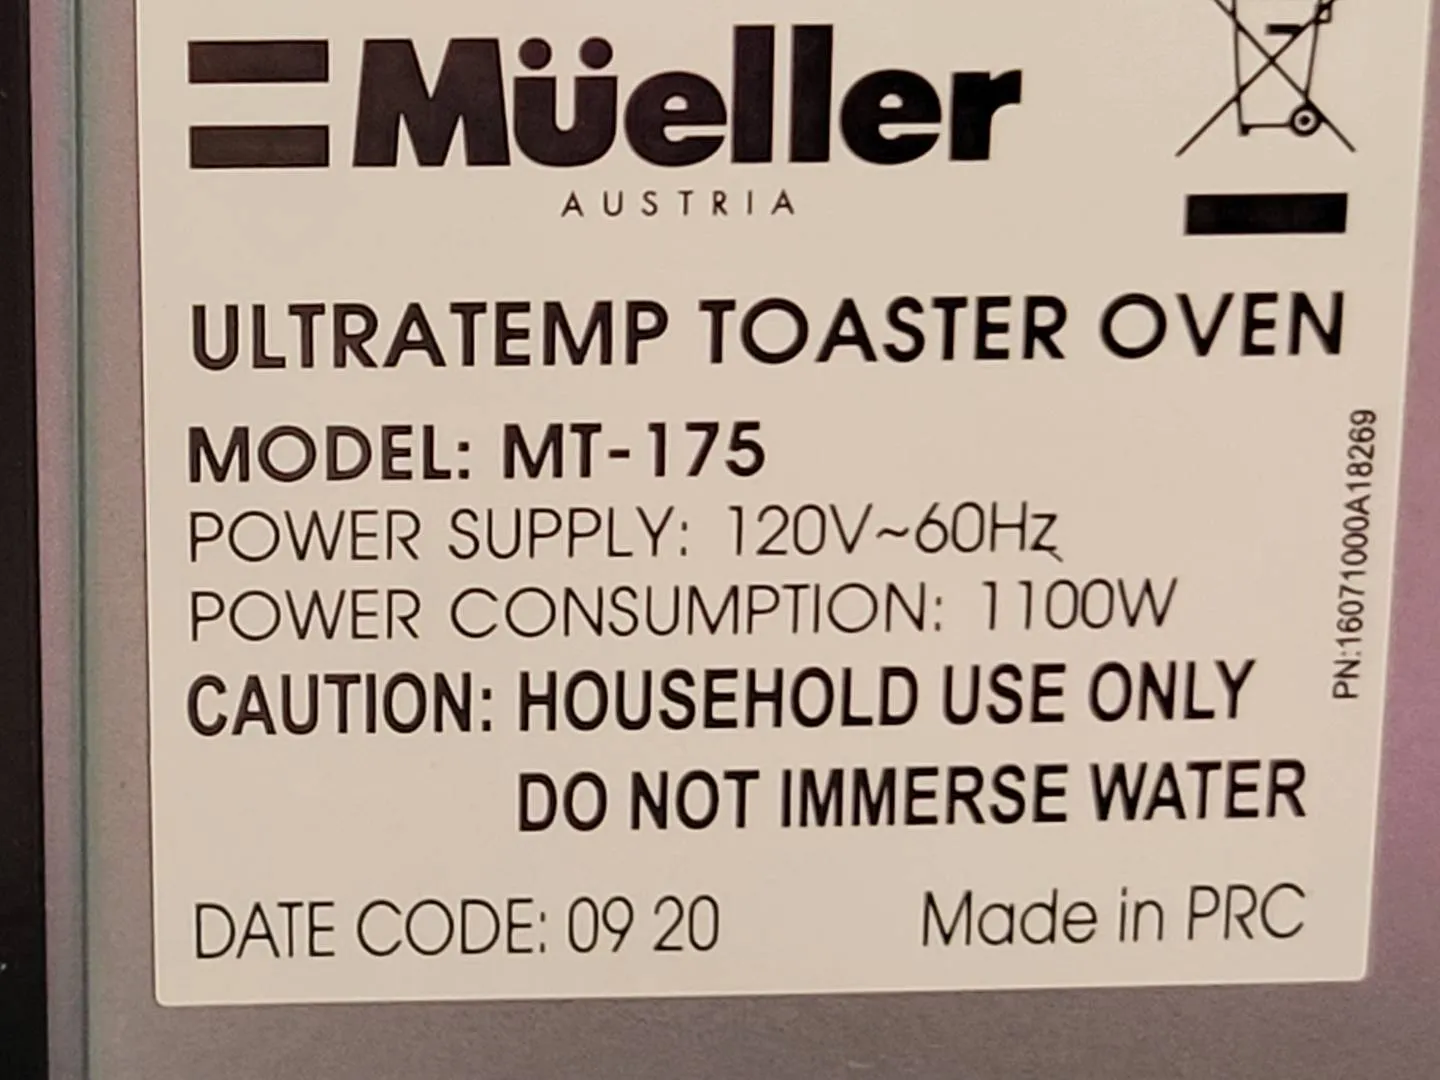 Müeller
AUSTRIA
ULTRATEMP TOASTER OVEN
MODEL: MT-175
POWER SUPPLY: 120V~60Hz
POWER CONSUMPTION: 1100W
CAUTION: HOUSEHOLD USE ONLY
DO NOT IMMERSE WATER
DATE CODE: 09 20
Made in PRC
PN:16071000A18269